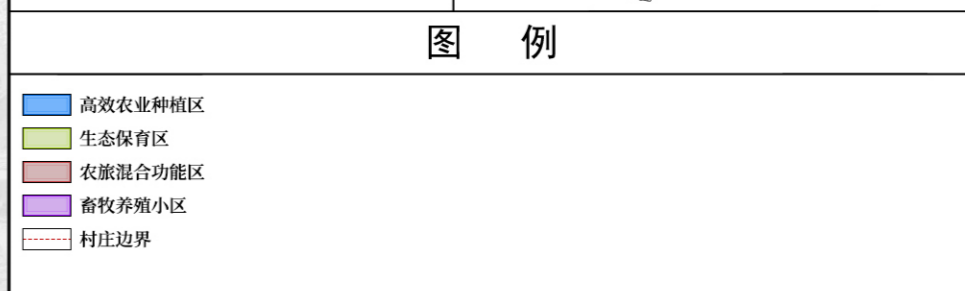 图 例
高效农业种植区
生态保育区
农旅混合功能区
畜牧养殖小区
村庄边界